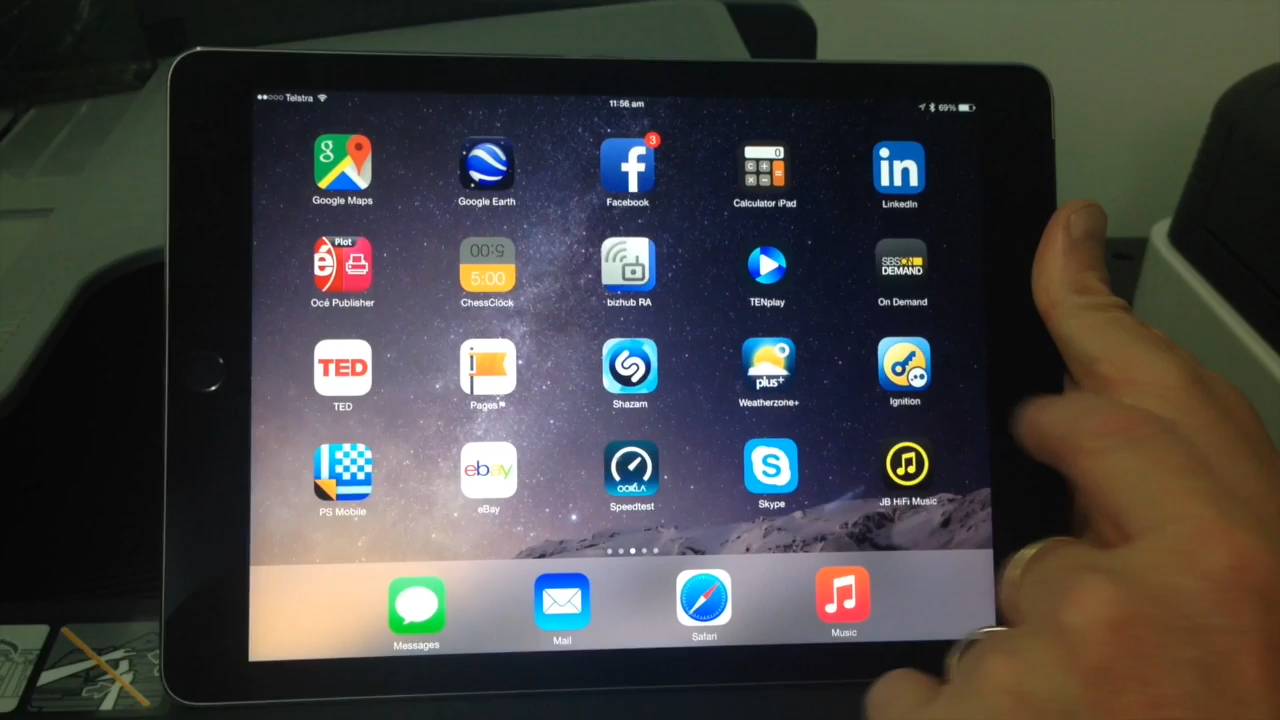 Telstra
11:56 am
69%
g
3
0
in
Google Maps
Google Earth
Facebook
Calculator iPad
LinkedIn
Plot
é
00:5
5:00
SBS ON
DEMAND
Océ Publisher
ChessClock
bizhub RA
TENplay
On Demand
TED
plus+
TED
Pages
Shazam
Weatherzone+
Ignition
ebay
OOKLA
S
PS Mobile
eBay
Speedtest
Skype
JB HiFi Music
Messages
Mail
Safari
Music